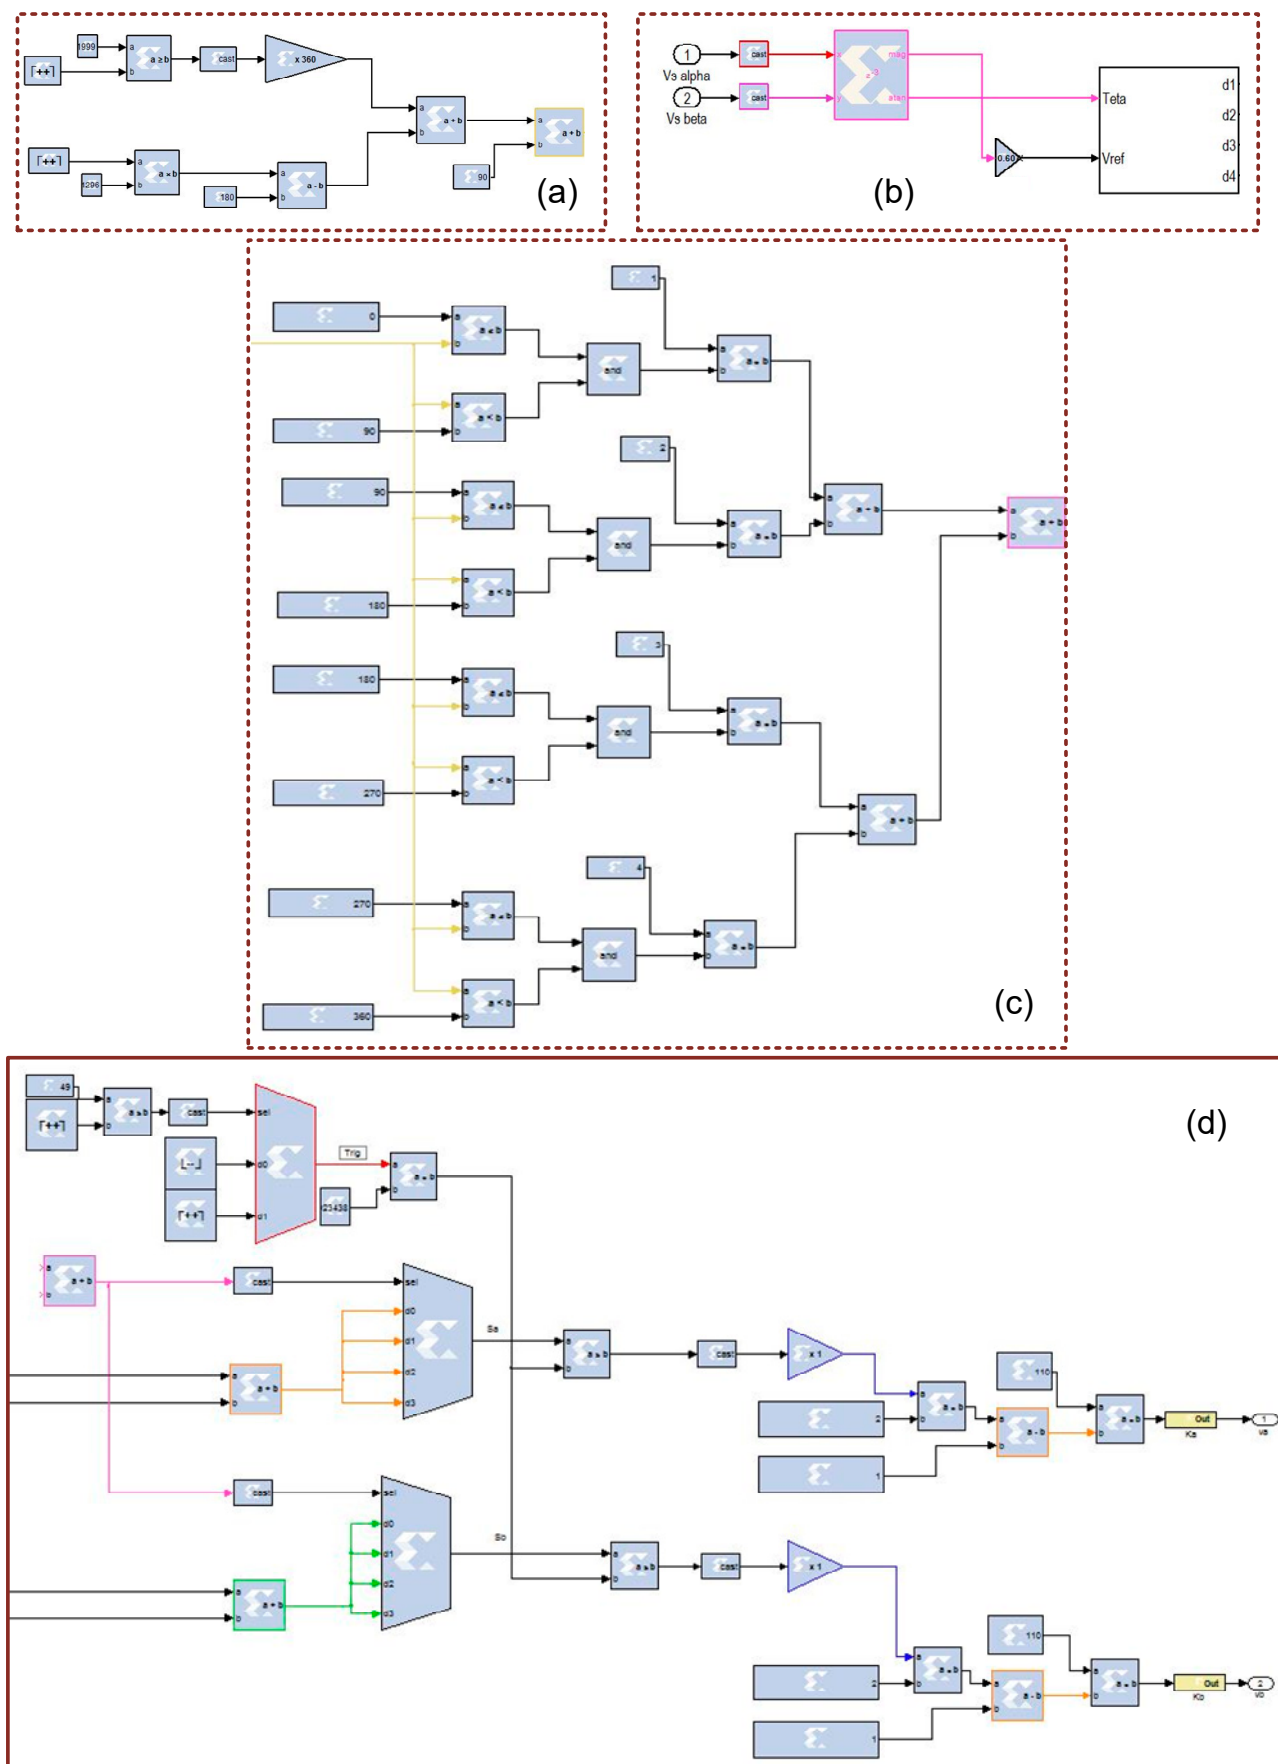 1999
a
b
a ≥ b
cast
x 360
[++]
a
b
a + b
a
b
a + b
[++]
a
b
a × b
1296
a
b
a - b
180
90
(a)
1
Vs alpha
cast
x
mag
2
Vs beta
cast
y
atan
0.60
Teta
Vref
d1
d2
d3
d4
(b)
1
0
a
b
a ≤ b
and
a
b
90
a
b
a < b
2
90
a
b
and
a
b
a
b
a
b
a + b
180
a
b
a < b
3
180
a
b
and
a
b
270
a
b
a < b
a
b
a + b
4
270
a
b
and
a
b
360
a
b
a < b
(c)
49
a
b
cast
sel
[++]
[--]
d0
Trig
a
b
[++]
d1
23438
(d)
a
b
a + b
cast
sel
d0
d1
d2
d3
Sa
a
b
a + b
a
b
cast
x 1
110
2
a
b
a
b
a - b
a
b
Out
Ka
1
va
1
cast
sel
d0
d1
d2
d3
Sb
a
b
a + b
a
b
cast
x 1
110
2
a
b
a
b
a - b
a
b
Out
Kb
2
vb
1